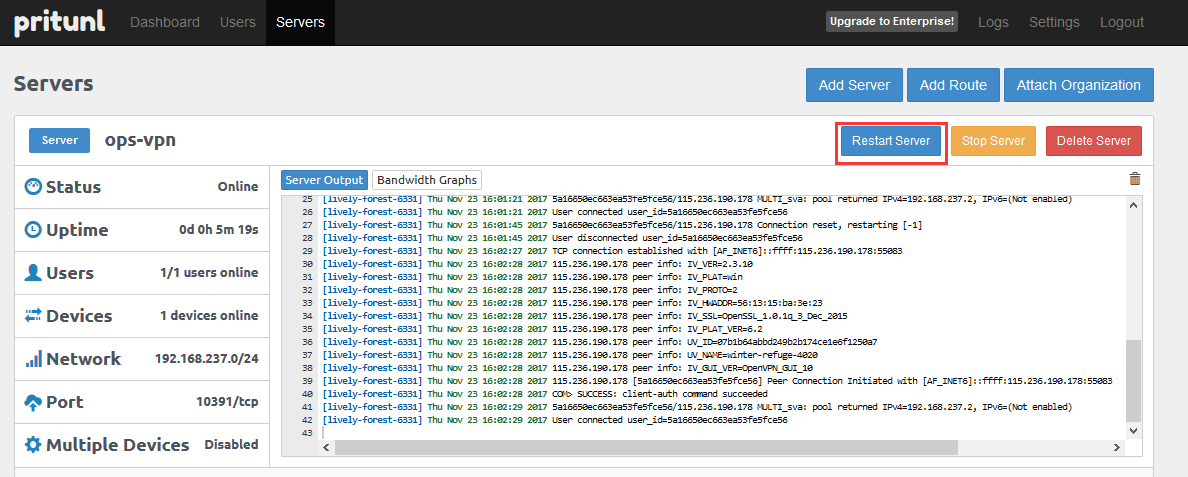 pritunl Dashboard Users Servers Upgrade to Enterprise! Logs Settings Logout
Servers Add Server Add Route Attach Organization
Server ops-vpn Restart Server Stop Server Delete Server
Status Online
Uptime 0d 0h 5m 19s
Users 1/1 users online
Devices 1 devices online
Network 192.168.237.0/24
Port 10391/tcp
Multiple Devices Disabled
Server Output Bandwidth Graphs
25 [lively-forest-6331] Thu Nov 23 16:01:21 2017 5a16650ec663ea53fe5fce56/115.236.190.178 MULTI_sva: pool returned IPv4=192.168.237.2, IPv6=(Not enabled)
26 [lively-forest-6331] Thu Nov 23 16:01:21 2017 User connected user_id=5a16650ec663ea53fe5fce56
27 [lively-forest-6331] Thu Nov 23 16:01:45 2017 5a16650ec663ea53fe5fce56/115.236.190.178 Connection reset, restarting [-1]
28 [lively-forest-6331] Thu Nov 23 16:01:45 2017 User disconnected user_id=5a16650ec663ea53fe5fce56
29 [lively-forest-6331] Thu Nov 23 16:02:27 2017 TCP connection established with [AF_INET6]::ffff:115.236.190.178:55083
30 [lively-forest-6331] Thu Nov 23 16:02:28 2017 115.236.190.178 peer info: IV_VER=2.3.10
31 [lively-forest-6331] Thu Nov 23 16:02:28 2017 115.236.190.178 peer info: IV_PLAT=win
32 [lively-forest-6331] Thu Nov 23 16:02:28 2017 115.236.190.178 peer info: IV_PROTO=2
33 [lively-forest-6331] Thu Nov 23 16:02:28 2017 115.236.190.178 peer info: IV_HWADDR=56:13:15:ba:3e:23
34 [lively-forest-6331] Thu Nov 23 16:02:28 2017 115.236.190.178 peer info: IV_SSL=OpenSSL_1.0.1q_3_Dec_2015
35 [lively-forest-6331] Thu Nov 23 16:02:28 2017 115.236.190.178 peer info: IV_PLAT_VER=6.2
36 [lively-forest-6331] Thu Nov 23 16:02:28 2017 115.236.190.178 peer info: UV_ID=07b1b64abbd249b2b174ce1e6f1250a7
37 [lively-forest-6331] Thu Nov 23 16:02:28 2017 115.236.190.178 peer info: UV_NAME=winter-refuge-4020
38 [lively-forest-6331] Thu Nov 23 16:02:28 2017 115.236.190.178 peer info: IV_GUI_VER=OpenVPN_GUI_10
39 [lively-forest-6331] Thu Nov 23 16:02:28 2017 115.236.190.178 [5a16650ec663ea53fe5fce56] Peer Connection Initiated with [AF_INET6]::ffff:115.236.190.178:55083
40 [lively-forest-6331] Thu Nov 23 16:02:28 2017 COM> SUCCESS: client-auth command succeeded
41 [lively-forest-6331] Thu Nov 23 16:02:29 2017 5a16650ec663ea53fe5fce56/115.236.190.178 MULTI_sva: pool returned IPv4=192.168.237.2, IPv6=(Not enabled)
42 [lively-forest-6331] Thu Nov 23 16:02:29 2017 User connected user_id=5a16650ec663ea53fe5fce56
43